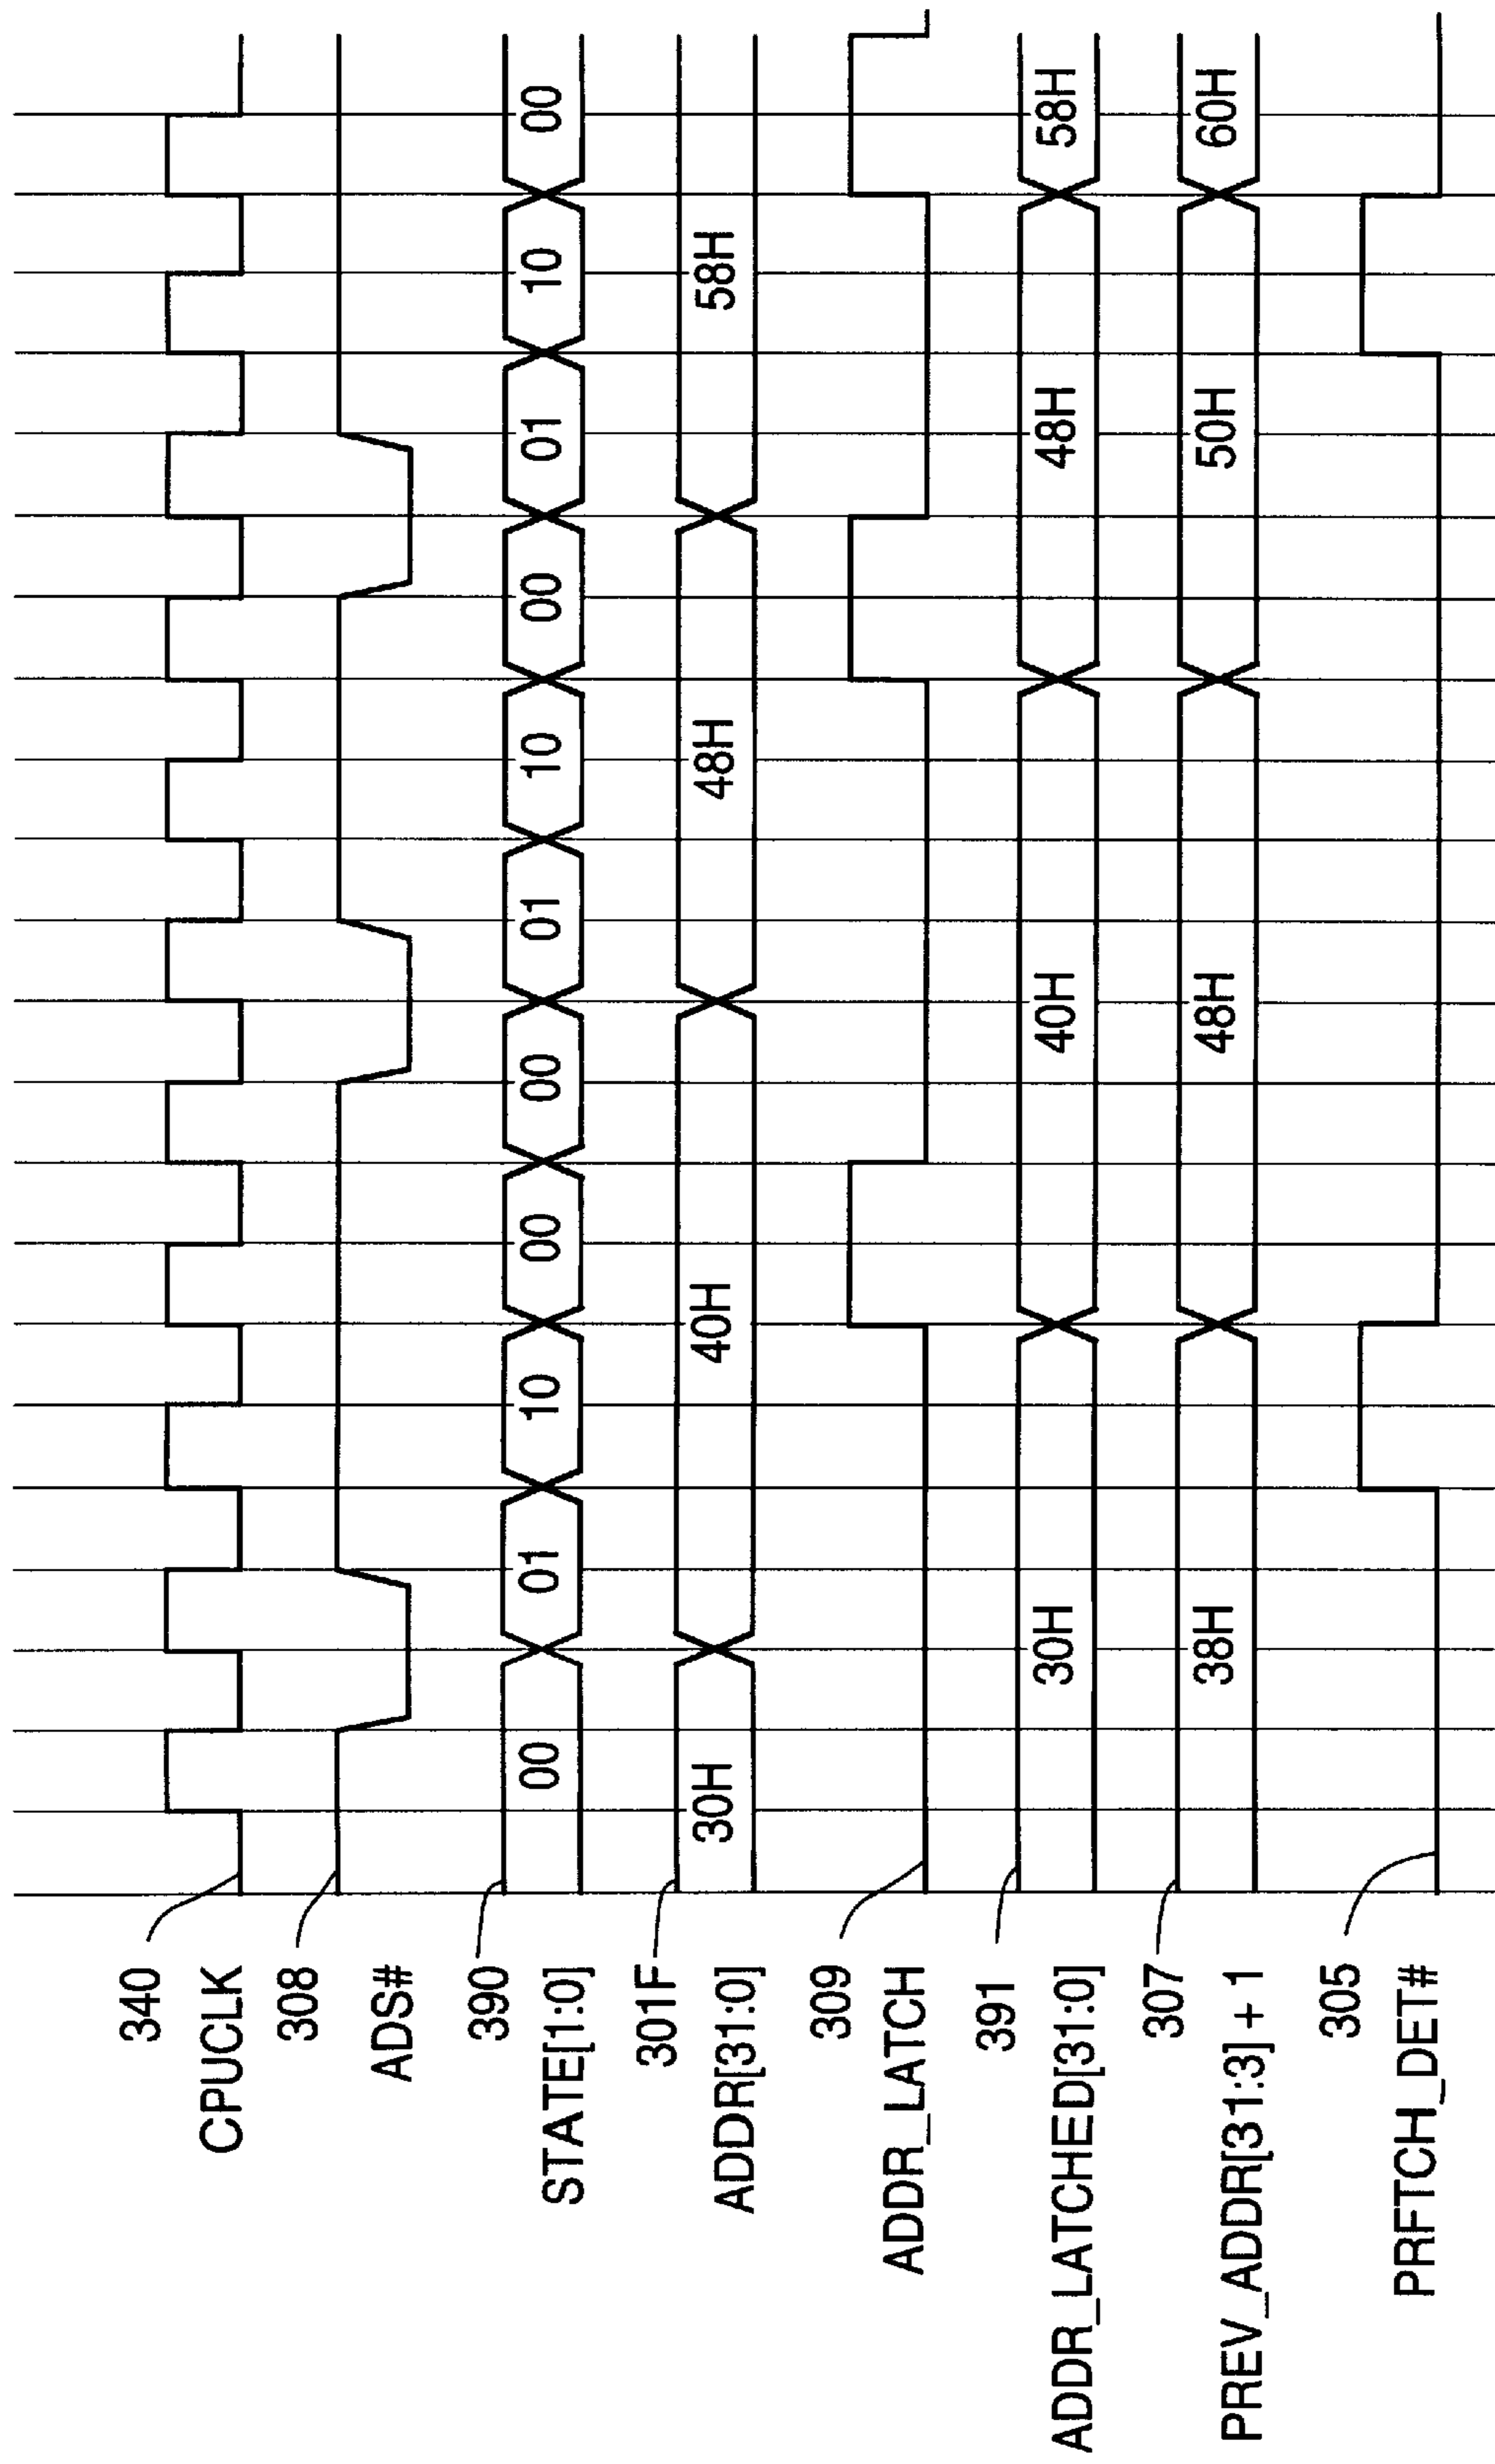 340
CPUCLK
308
ADS#
390
STATE[1:0]
00 01 10 00 00 01 10 00 01 10 00
301F
ADDR[31:0]
30H 40H 48H 58H
309
ADDR_LATCH
391
ADDR_LATCHED[31:0]
30H 40H 48H 58H
307
PREV_ADDR[31:3] + 1
38H 48H 50H 60H
305
PRFTCH_DET#